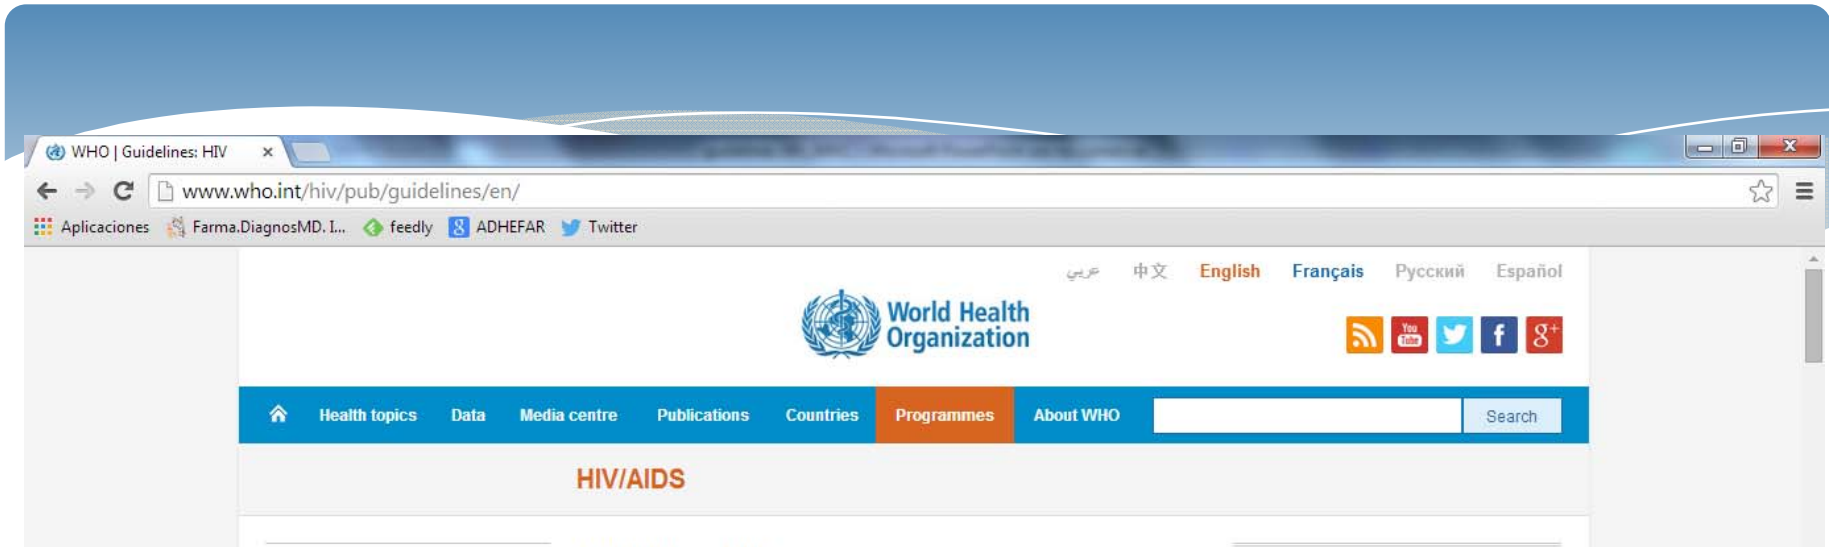 WHO | Guidelines: HIV
www.who.int/hiv/pub/guidelines/en/
Aplicaciones Farma.DiagnosMD. I... feedly ADHEFAR Twitter
عربي 中文 English Français Русский Español
World Health
Organization
You
Tube
Health topics Data Media centre Publications Countries Programmes About WHO Search
HIV/AIDS